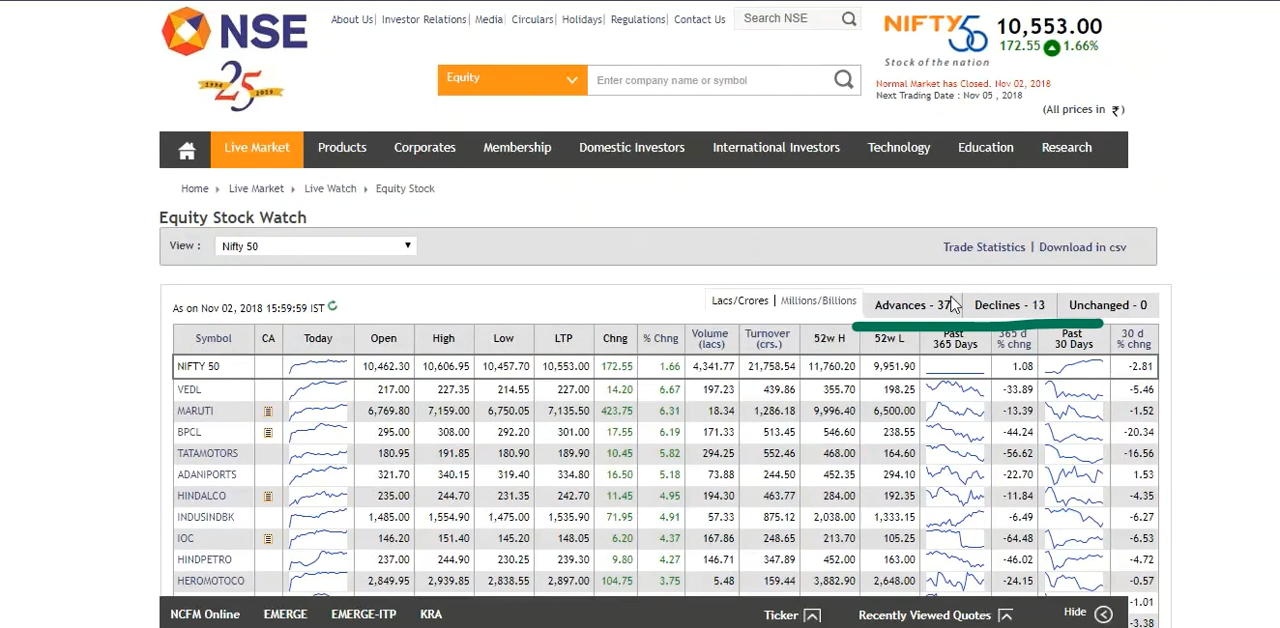 NSE
1994 25 2019
About Us | Investor Relations | Media | Circulars | Holidays | Regulations | Contact Us
Search NSE
Equity
Enter company name or symbol
NIFTY 50
Stock of the nation
10,553.00
172.55 1.66%
Normal Market has Closed. Nov 02, 2018
Next Trading Date : Nov 05 , 2018
(All prices in ₹)
Live Market Products Corporates Membership Domestic Investors International Investors Technology Education Research
Home Live Market Live Watch Equity Stock
Equity Stock Watch
View : Nifty 50
Trade Statistics | Download in csv
As on Nov 02, 2018 15:59:59 IST
Lacs/Crores | Millions/Billions Advances - 37 Declines - 13 Unchanged - 0
Symbol CA Today Open High Low LTP Chng % Chng Volume (lacs) Turnover (crs.) 52w H 52w L Past 365 Days 365 d % chng Past 30 Days 30 d % chng
NIFTY 50 10,462.30 10,606.95 10,457.70 10,553.00 172.55 1.66 4,341.77 21,758.54 11,760.20 9,951.90 1.08 -2.81
VEDL 217.00 227.35 214.55 227.00 14.20 6.67 197.23 439.86 355.70 198.25 -33.89 -5.46
MARUTI 6,769.80 7,159.00 6,750.05 7,135.50 423.75 6.31 18.34 1,286.18 9,996.40 6,500.00 -13.39 -1.52
BPCL 295.00 308.00 292.20 301.00 17.55 6.19 171.33 513.45 546.60 238.55 -44.24 -20.34
TATAMOTORS 180.95 191.85 180.90 189.90 10.45 5.82 294.25 552.46 468.00 164.60 -56.62 -16.56
ADANIPORTS 321.70 340.15 319.40 334.80 16.50 5.18 73.88 244.50 452.35 294.10 -22.70 1.53
HINDALCO 235.00 244.70 231.35 242.70 11.45 4.95 194.30 463.77 284.00 192.35 -11.84 -4.35
INDUSINDBK 1,485.00 1,554.90 1,475.00 1,535.90 71.95 4.91 57.33 875.12 2,038.00 1,333.15 -6.49 -6.27
IOC 146.20 151.40 145.20 148.05 6.20 4.37 167.86 248.65 213.70 105.25 -64.48 -6.53
HINDPETRO 237.00 244.90 230.25 239.30 9.80 4.27 146.71 347.89 452.00 163.00 -46.02 -4.72
HEROMOTOCO 2,849.95 2,939.85 2,838.55 2,897.00 104.75 3.75 5.48 159.44 3,882.90 2,648.00 -24.15 -0.57
-1.01
-3.38
NCFM Online EMERGE EMERGE-ITP KRA Ticker Recently Viewed Quotes Hide